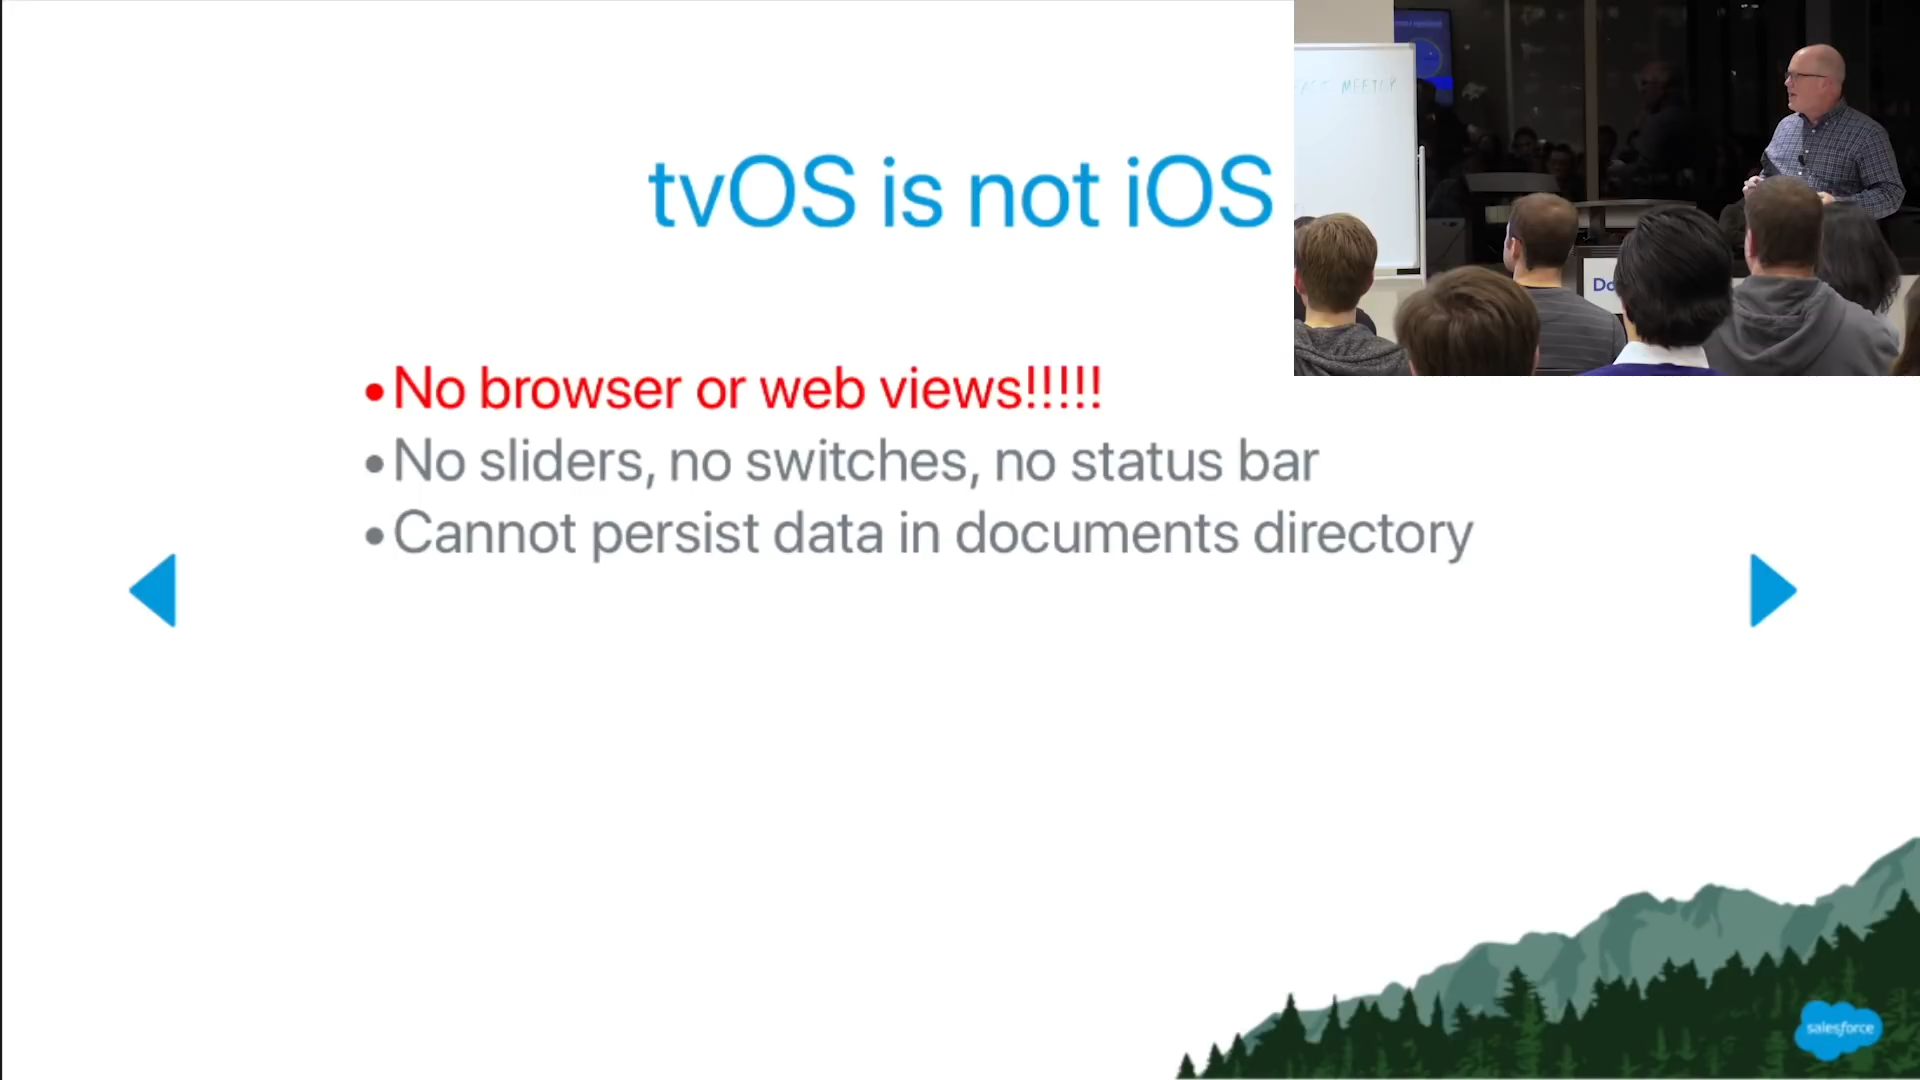 tvOS is not iOS
MEETUP
•No browser or web views!!!!!
•No sliders, no switches, no status bar
•Cannot persist data in documents directory
salesforce